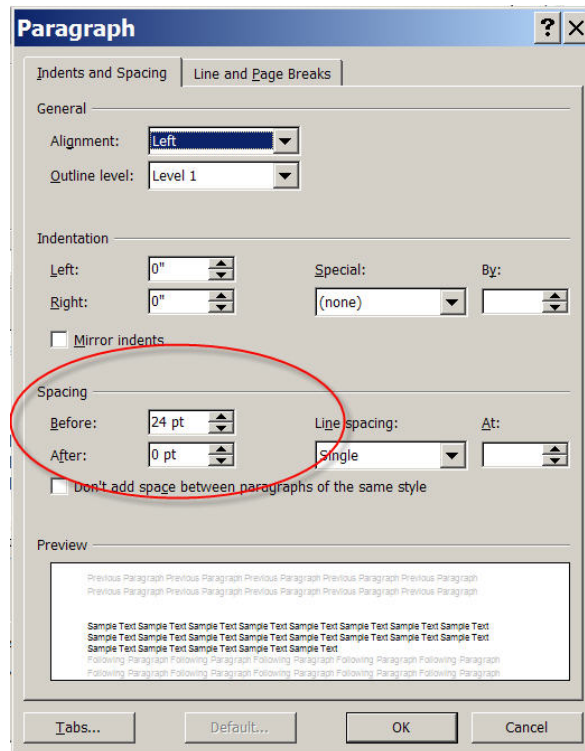 Paragraph ? X
Indents and Spacing Line and Page Breaks
General
Alignment: Left
Outline level: Level 1
Indentation
Left: 0" Special: By:
Right: 0" (none)
Mirror indents
Spacing
Before: 24 pt Line spacing: At:
After: 0 pt Single
Don't add space between paragraphs of the same style
Preview
Previous Paragraph Previous Paragraph Previous Paragraph Previous Paragraph Previous Paragraph
Previous Paragraph Previous Paragraph Previous Paragraph Previous Paragraph Previous Paragraph
Sample Text Sample Text Sample Text Sample Text Sample Text Sample Text Sample Text Sample Text
Sample Text Sample Text Sample Text Sample Text Sample Text Sample Text Sample Text Sample Text
Sample Text Sample Text Sample Text Sample Text Sample Text
Following Paragraph Following Paragraph Following Paragraph Following Paragraph Following Paragraph
Following Paragraph Following Paragraph Following Paragraph Following Paragraph Following Paragraph
Tabs... Default... OK Cancel